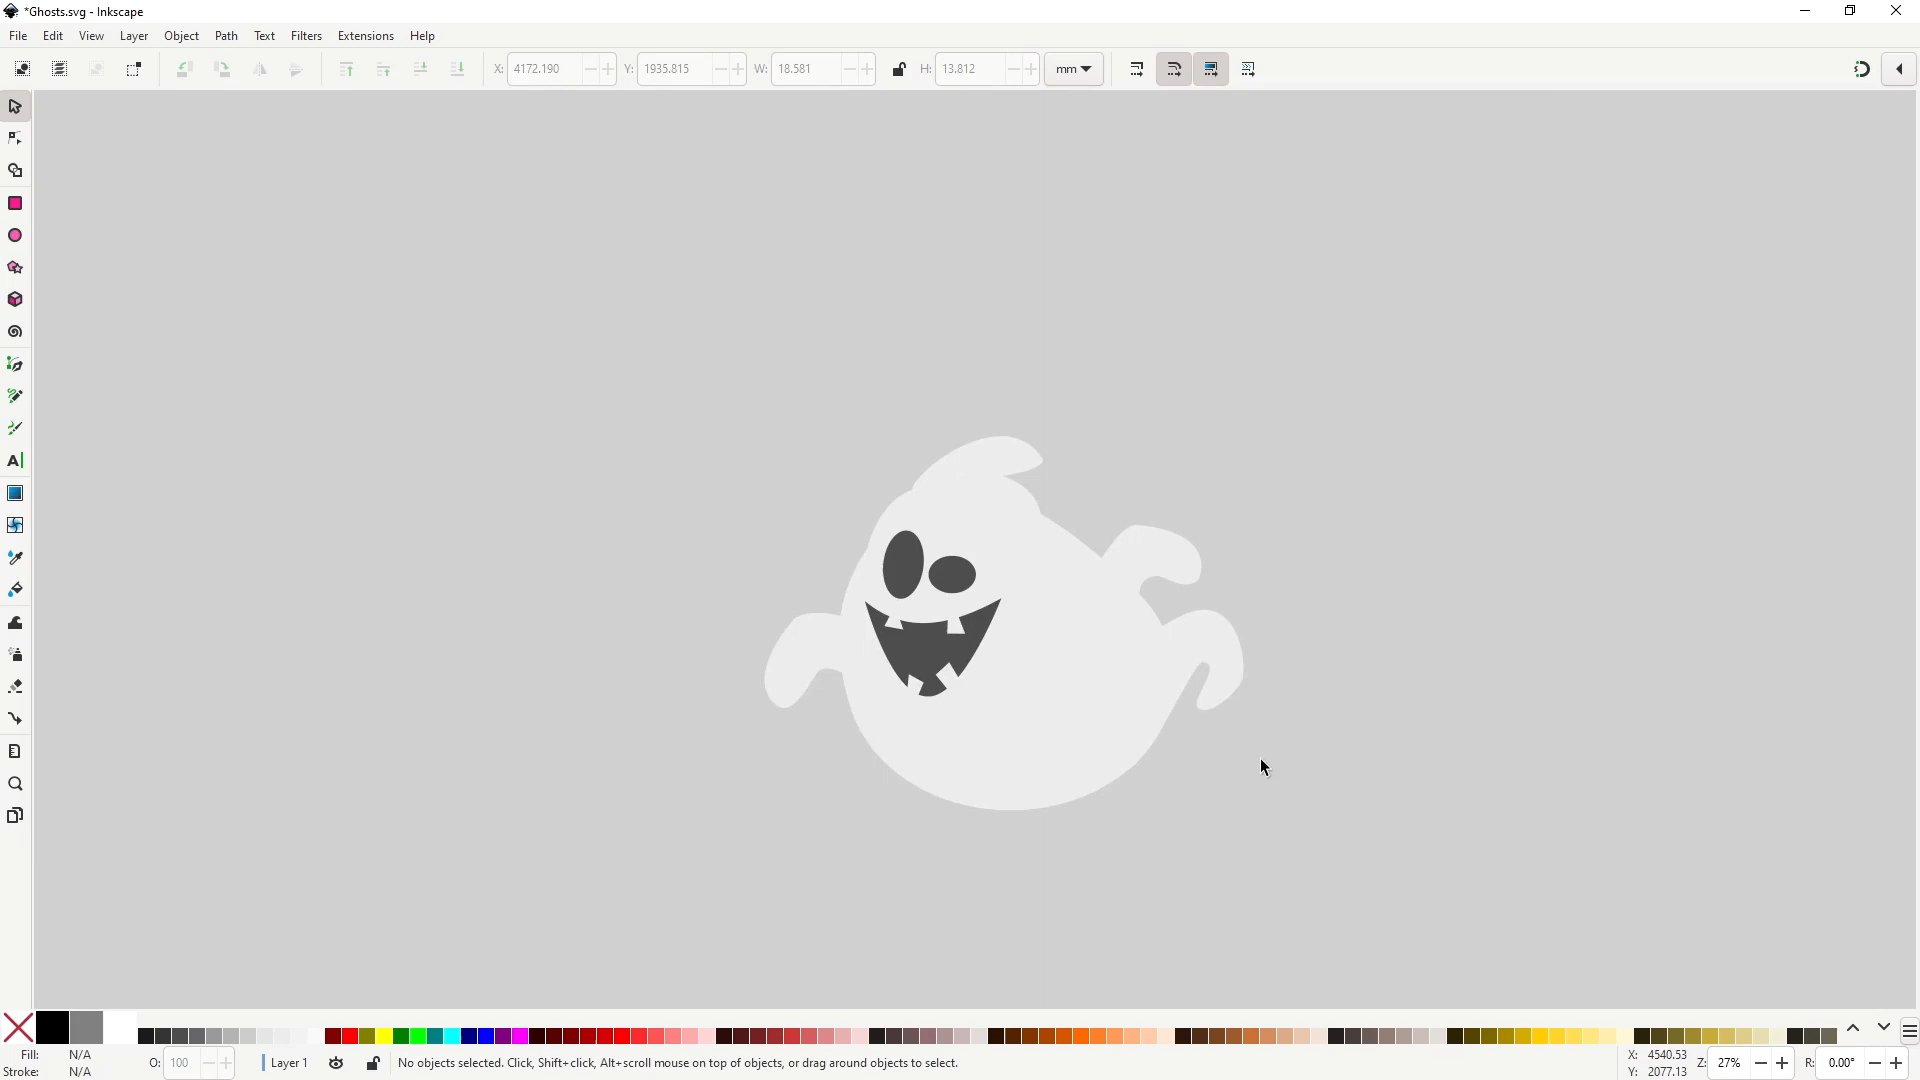 *Ghosts.svg - Inkscape
File Edit View Layer Object Path Text Filters Extensions Help
X: 4172.190 Y: 1935.815 W: 18.581 H: 13.812 mm
A
Fill: N/A O: 100 Layer 1 No objects selected. Click, Shift+click, Alt+scroll mouse on top of objects, or drag around objects to select. X: 4540.53 Z: 27% R: 0.00°
Stroke: N/A Y: 2077.13